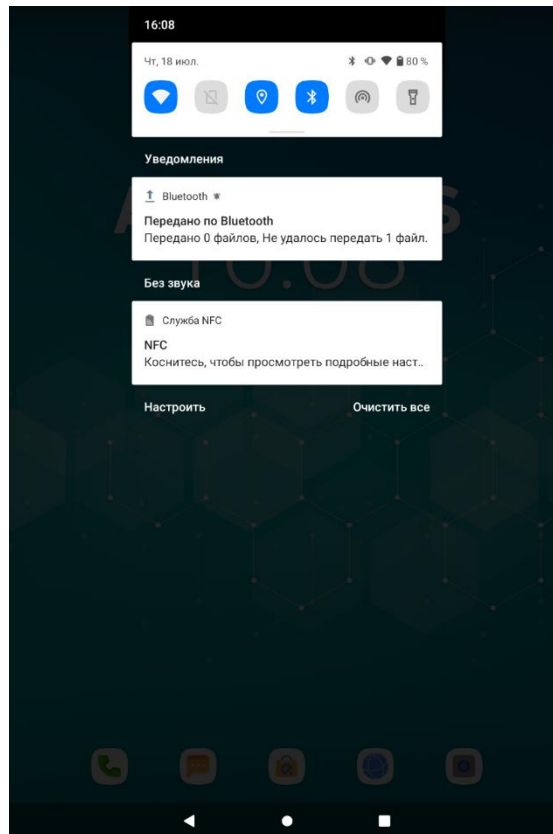 16:08
Чт, 18 июл.
80 %
Уведомления
Bluetooth
Передано по Bluetooth
Передано 0 файлов, Не удалось передать 1 файл.
Без звука
Служба NFC
NFC
Коснитесь, чтобы просмотреть подробные наст..
Настроить
Очистить все